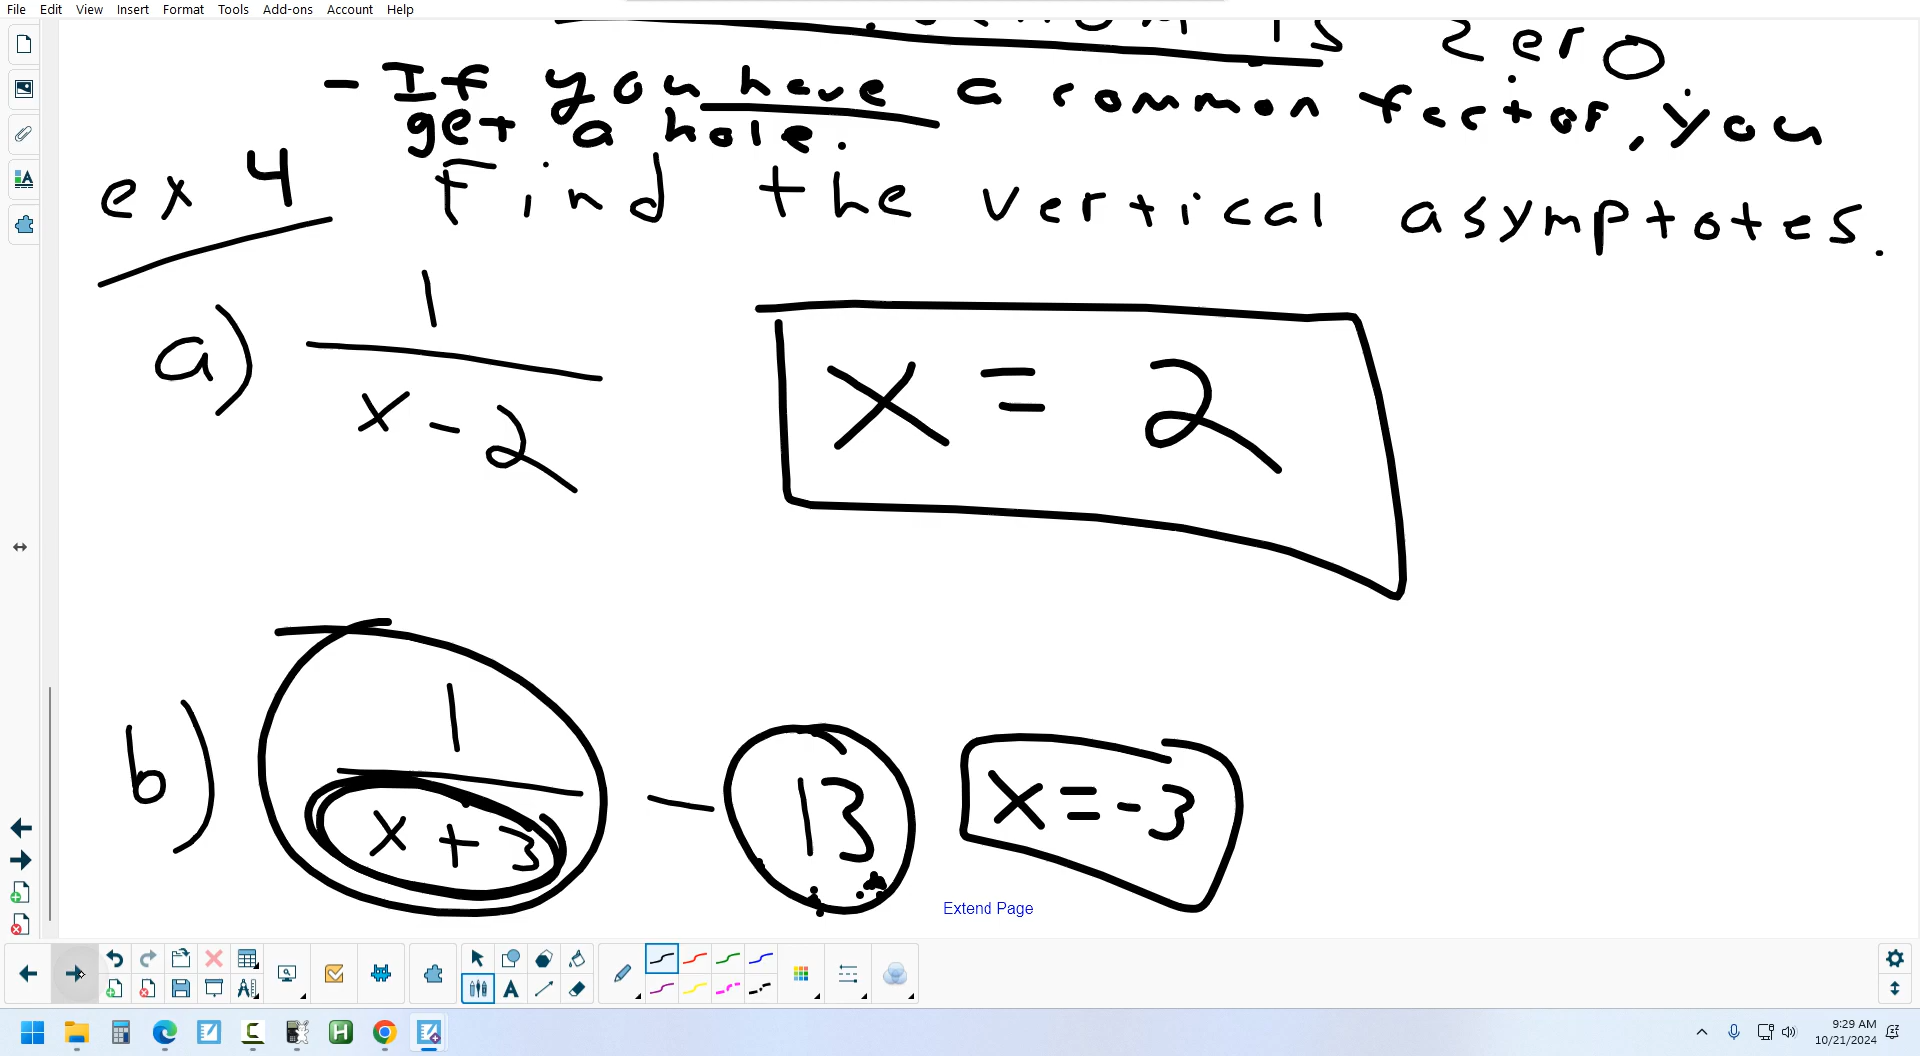 File Edit View Insert Format Tools Add-ons Account Help
is zero
- If you have a common factor, you
get a hole.
ex 4 Find the vertical asymptotes.
a) 1
x - 2
x = 2
b) 1
x + 3
- 13
x = -3
Extend Page
9:29 AM
10/21/2024